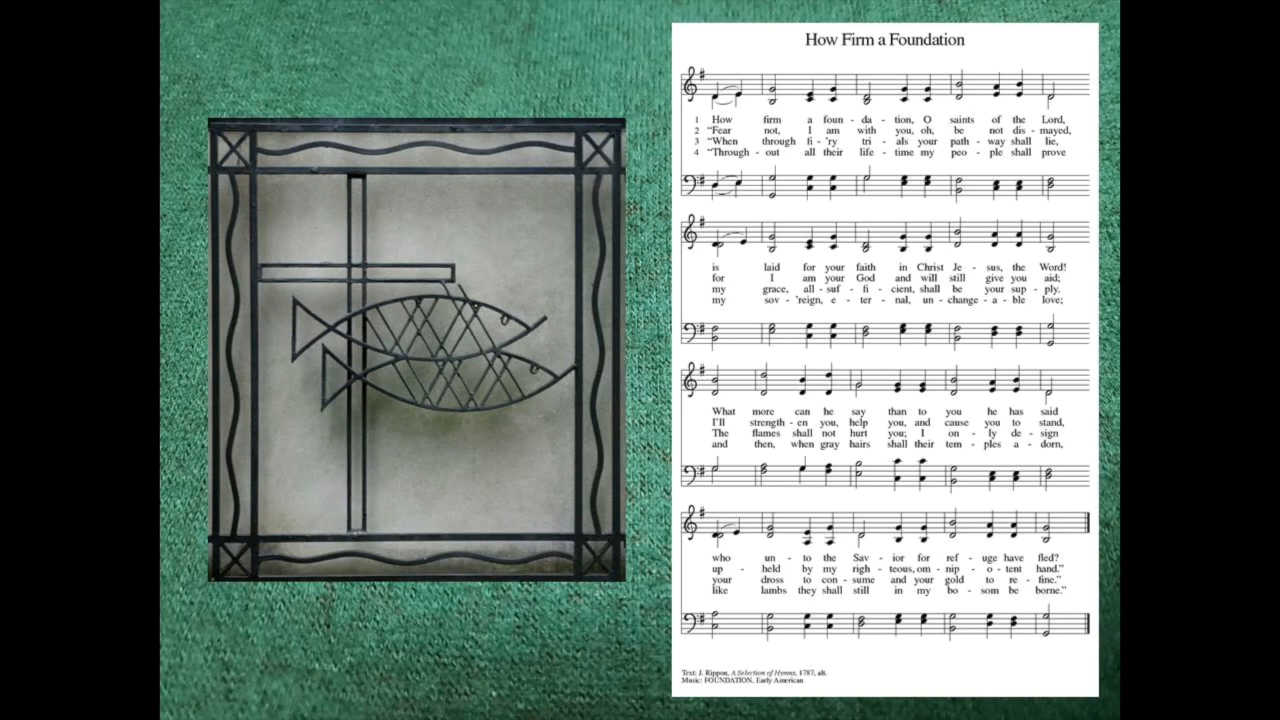 How Firm a Foundation
1 How firm a foun - da - tion, O saints of the Lord,
2 “Fear not, I am with you, oh, be not dis - mayed,
3 “When through fi - ’ry tri - als your path - way shall lie,
4 “Through - out all their life - time my peo - ple shall prove
is laid for your faith in Christ Je - sus, the Word!
for I am your God and will still give you aid;
my grace, all - suf - fi - cient, shall be your sup - ply.
my sov - ’reign, e - ter - nal, un - change - a - ble love;
What more can he say than to you he has said
I’ll strength - en you, help you, and cause you to stand,
The flames shall not hurt you; I on - ly de - sign
and then, when gray hairs shall their tem - ples a - dorn,
who un - to the Sav - ior for ref - uge have fled?
up - held by my righ - teous, om - nip - o - tent hand.”
your dross to con - sume and your gold to re - fine.”
like lambs they shall still in my bo - som be borne.”
Text: J. Rippon, A Selection of Hymns, 1787, alt.
Music: FOUNDATION, Early American